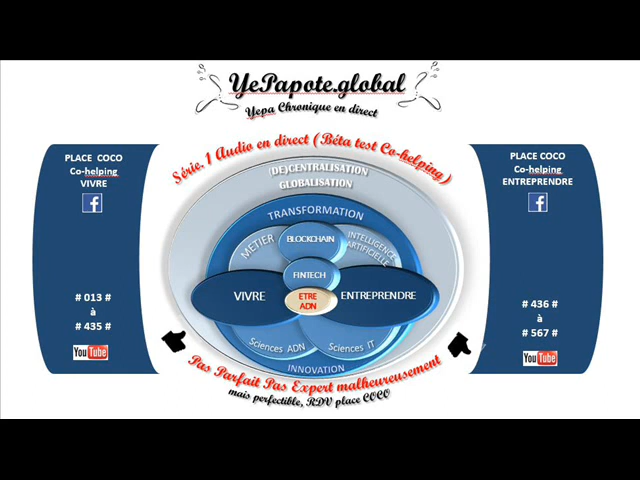 YePapote.global
Yepa Chronique en direct
Série, 1 Audio en direct (Béta test Co-helping)
PLACE COCO
Co-helping
VIVRE
# 013 #
à
# 435 #
YouTube
(DE)CENTRALISATION
GLOBALISATION
TRANSFORMATION
METIER
BLOCKCHAIN
INTELLIGENCE
ARTIFICIELLE
FINTECH
VIVRE
ETRE
ADN
ENTREPRENDRE
Sciences ADN
Sciences IT
INNOVATION
PLACE COCO
Co-helping
ENTREPRENDRE
# 436 #
à
# 567 #
YouTube
Pas Parfait Pas Expert malheureusement
mais perfectible, RDV place COCO